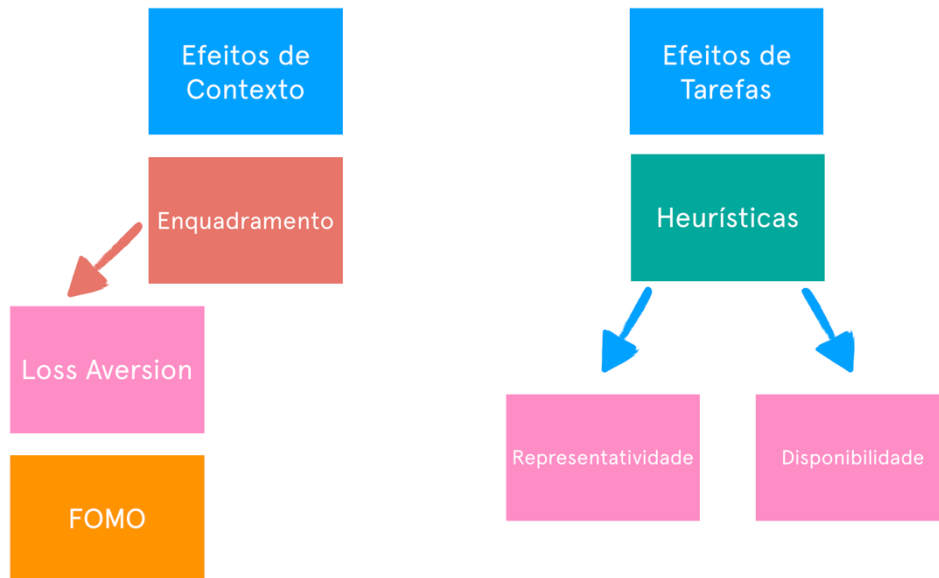 Efeitos de
Contexto
Enquadramento
Loss Aversion
FOMO
Efeitos de
Tarefas
Heurísticas
Representatividade
Disponibilidade